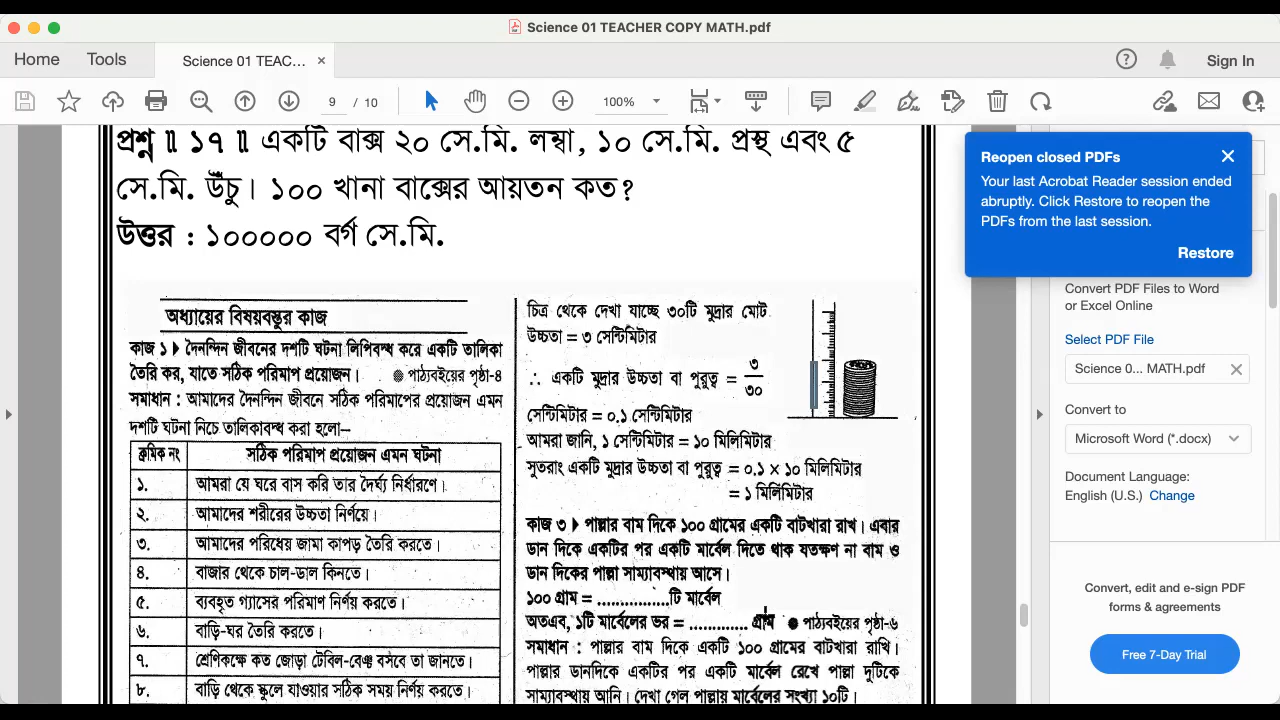 Science 01 TEACHER COPY MATH.pdf
Home
Tools
Science 01 TEAC...
Sign In
9 / 10
100%
প্রশ্ন ॥ ১৭ ॥ একটি বাক্স ২০ সে.মি. লম্বা, ১০ সে.মি. প্রস্থ এবং ৫
সে.মি. উঁচু। ১০০ খানা বাক্সের আয়তন কত?
উত্তর : ১০০০০০ বর্গ সে.মি.
অধ্যায়ের বিষয়বস্তুর কাজ
কাজ ১ ▶ দৈনন্দিন জীবনের দশটি ঘটনা লিপিবদ্ধ করে একটি তালিকা
তৈরি কর, যাতে সঠিক পরিমাপ প্রয়োজন। ● পাঠ্যবইয়ের পৃষ্ঠা-৪
সমাধান : আমাদের দৈনন্দিন জীবনে সঠিক পরিমাপের প্রয়োজন এমন
দশটি ঘটনা নিচে তালিকাবদ্ধ করা হলো–
ক্রমিক নং সঠিক পরিমাপ প্রয়োজন এমন ঘটনা
১. আমরা যে ঘরে বাস করি তার দৈর্ঘ্য নির্ধারণে।
২. আমাদের শরীরের উচ্চতা নির্ণয়ে।
৩. আমাদের পরিধেয় জামা কাপড় তৈরি করতে।
৪. বাজার থেকে চাল-ডাল কিনতে।
৫. ব্যবহৃত গ্যাসের পরিমাণ নির্ণয় করতে।
৬. বাড়ি-ঘর তৈরি করতে।
৭. শ্রেণিকক্ষে কত জোড়া টেবিল-বেঞ্চ বসবে তা জানতে।
৮. বাড়ি থেকে স্কুলে যাওয়ার সঠিক সময় নির্ণয় করতে।
চিত্র থেকে দেখা যাচ্ছে ৩০টি মুদ্রার মোট
উচ্চতা = ৩ সেন্টিমিটার
∴ একটি মুদ্রার উচ্চতা বা পুরুত্ব = ৩/৩০
সেন্টিমিটার = ০.১ সেন্টিমিটার
আমরা জানি, ১ সেন্টিমিটার = ১০ মিলিমিটার
সুতরাং একটি মুদ্রার উচ্চতা বা পুরুত্ব = ০.১ × ১০ মিলিমিটার
= ১ মিলিমিটার
কাজ ৩ ▶ পাল্লার বাম দিকে ১০০ গ্রামের একটি বাটখারা রাখ। এবার
ডান দিকে একটির পর একটি মার্বেল দিতে থাক যতক্ষণ না বাম ও
ডান দিকের পাল্লা সাম্যাবস্থায় আসে।
১০০ গ্রাম = ...............টি মার্বেল
অতএব, ১টি মার্বেলের ভর = ............. গ্রাম ● পাঠ্যবইয়ের পৃষ্ঠা-৬
সমাধান : পাল্লার বাম দিকে একটি ১০০ গ্রামের বাটখারা রাখি।
পাল্লার ডানদিকে একটির পর একটি মার্বেল রেখে পাল্লা দুটিকে
সাম্যাবস্থায় আনি। দেখা গেল পাল্লায় মার্বেলের সংখ্যা ১০টি।
Reopen closed PDFs
Your last Acrobat Reader session ended
abruptly. Click Restore to reopen the
PDFs from the last session.
Restore
Convert PDF Files to Word
or Excel Online
Select PDF File
Science 0... MATH.pdf
Convert to
Microsoft Word (*.docx)
Document Language:
English (U.S.) Change
Convert, edit and e-sign PDF
forms & agreements
Free 7-Day Trial